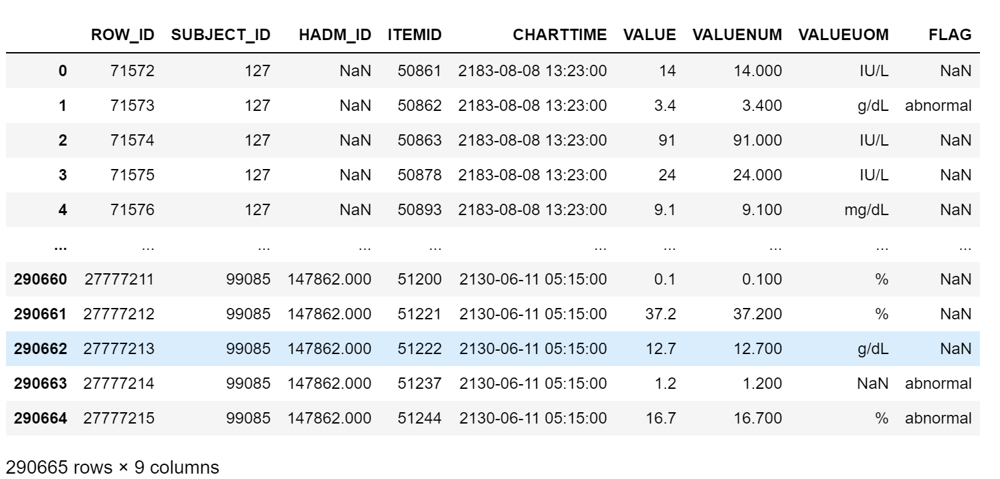 ROW_ID SUBJECT_ID HADM_ID ITEMID CHARTTIME VALUE VALUENUM VALUEUOM FLAG
0 71572 127 NaN 50861 2183-08-08 13:23:00 14 14.000 IU/L NaN
1 71573 127 NaN 50862 2183-08-08 13:23:00 3.4 3.400 g/dL abnormal
2 71574 127 NaN 50863 2183-08-08 13:23:00 91 91.000 IU/L NaN
3 71575 127 NaN 50878 2183-08-08 13:23:00 24 24.000 IU/L NaN
4 71576 127 NaN 50893 2183-08-08 13:23:00 9.1 9.100 mg/dL NaN
... ... ... ... ... ... ... ... ... ...
290660 27777211 99085 147862.000 51200 2130-06-11 05:15:00 0.1 0.100 % NaN
290661 27777212 99085 147862.000 51221 2130-06-11 05:15:00 37.2 37.200 % NaN
290662 27777213 99085 147862.000 51222 2130-06-11 05:15:00 12.7 12.700 g/dL NaN
290663 27777214 99085 147862.000 51237 2130-06-11 05:15:00 1.2 1.200 NaN abnormal
290664 27777215 99085 147862.000 51244 2130-06-11 05:15:00 16.7 16.700 % abnormal
290665 rows × 9 columns